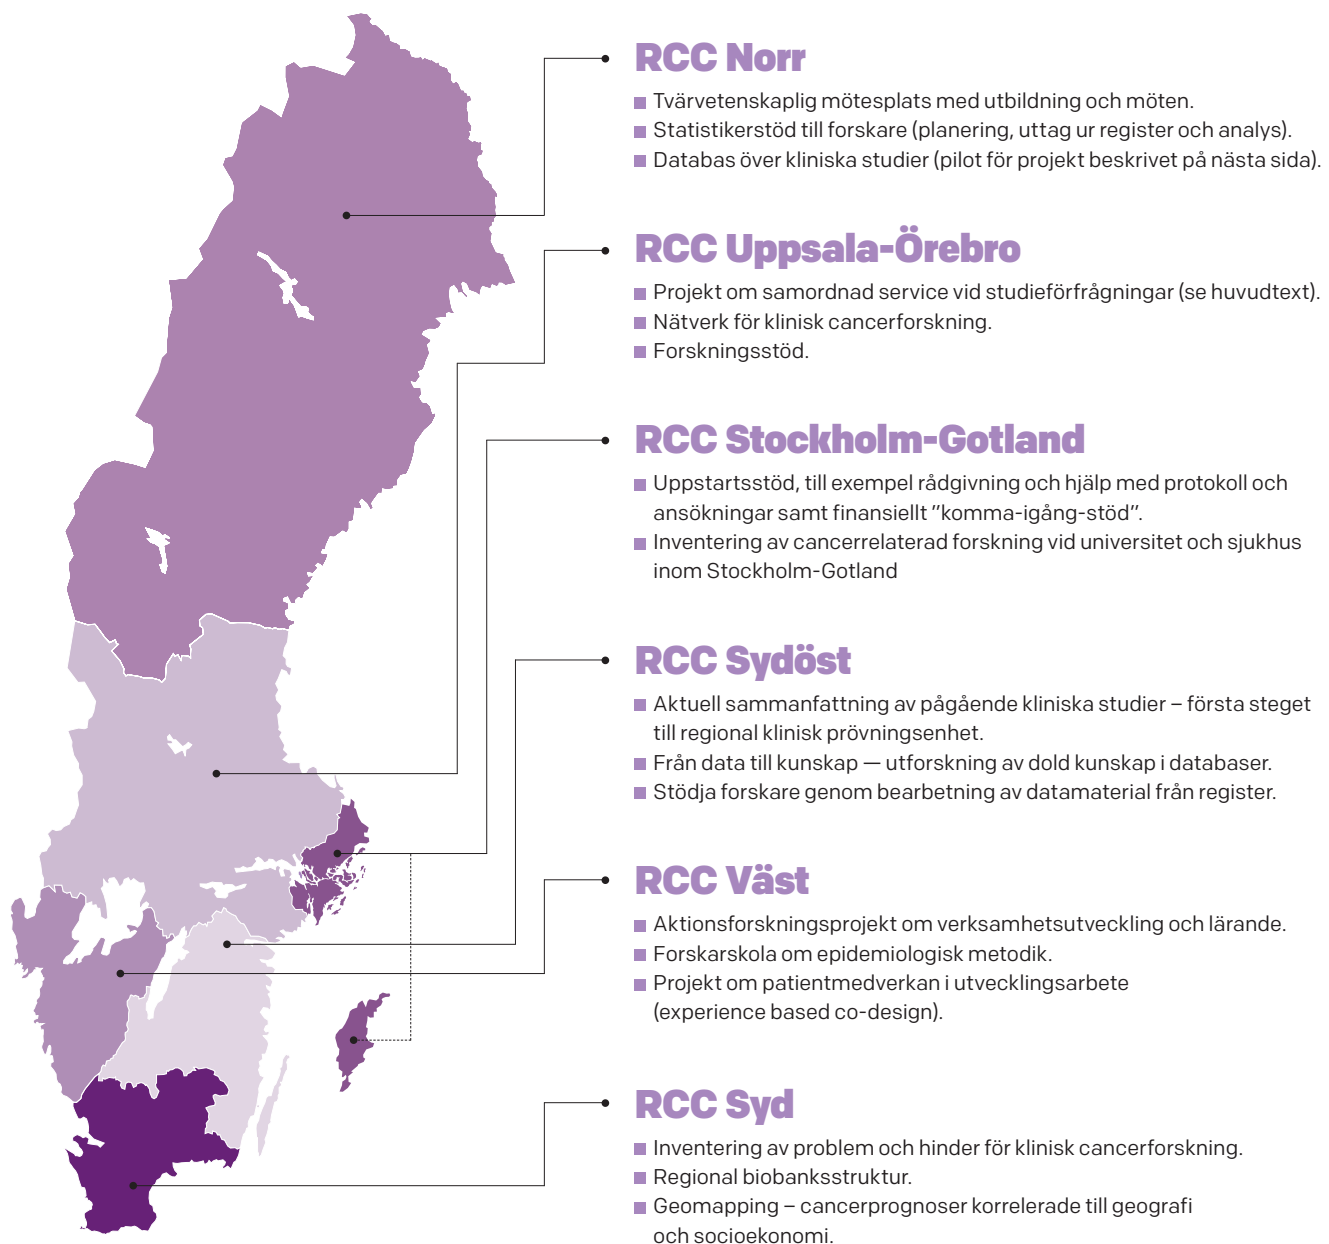 RCC Norr
Tvärvetenskaplig mötesplats med utbildning och möten.
Statistikerstöd till forskare (planering, uttag ur register och analys).
Databas över kliniska studier (pilot för projekt beskrivet på nästa sida).
RCC Uppsala-Örebro
Projekt om samordnad service vid studieförfrågningar (se huvudtext).
Nätverk för klinisk cancerforskning.
Forskningsstöd.
RCC Stockholm-Gotland
Uppstartsstöd, till exempel rådgivning och hjälp med protokoll och
ansökningar samt finansiellt ”komma-igång-stöd”.
Inventering av cancerrelaterad forskning vid universitet och sjukhus
inom Stockholm-Gotland
RCC Sydöst
Aktuell sammanfattning av pågående kliniska studier – första steget
till regional klinisk prövningsenhet.
Från data till kunskap — utforskning av dold kunskap i databaser.
Stödja forskare genom bearbetning av datamaterial från register.
RCC Väst
Aktionsforskningsprojekt om verksamhetsutveckling och lärande.
Forskarskola om epidemiologisk metodik.
Projekt om patientmedverkan i utvecklingsarbete
(experience based co-design).
RCC Syd
Inventering av problem och hinder för klinisk cancerforskning.
Regional biobanksstruktur.
Geomapping – cancerprognoser korrelerade till geografi
och socioekonomi.